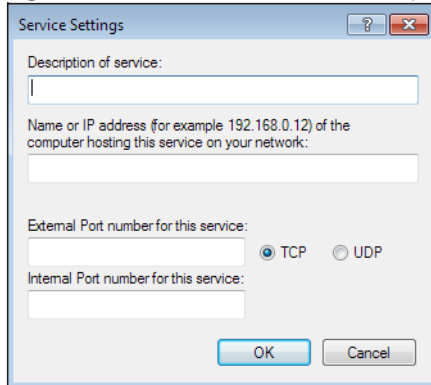 Service Settings
?
Description of service:
Name or IP address (for example 192.168.0.12) of the
computer hosting this service on your network:
External Port number for this service:
TCP
UDP
Internal Port number for this service:
OK
Cancel